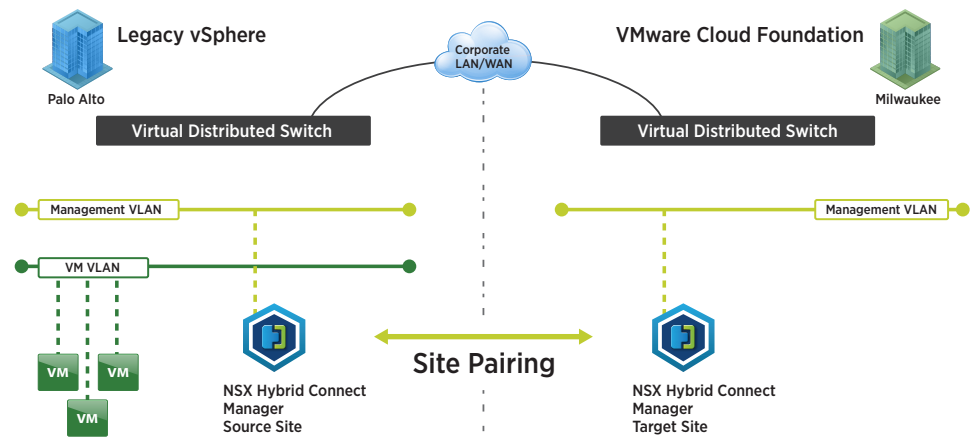 Legacy vSphere
VMware Cloud Foundation
Corporate
LAN/WAN
Palo Alto
Milwaukee
Virtual Distributed Switch
Virtual Distributed Switch
Management VLAN
Management VLAN
VM VLAN
Site Pairing
VM
VM
VM
NSX Hybrid Connect
Manager
Source Site
NSX Hybrid Connect
Manager
Target Site